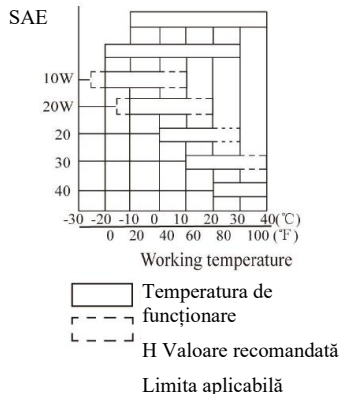 SAE
10W
20W
20
30
40
-30 -20 -10 0 10 20 30 40(℃)
0 20 40 60 80 100 (℉)
Working temperature
Temperatura de
funcționare
H Valoare recomandată
Limita aplicabilă